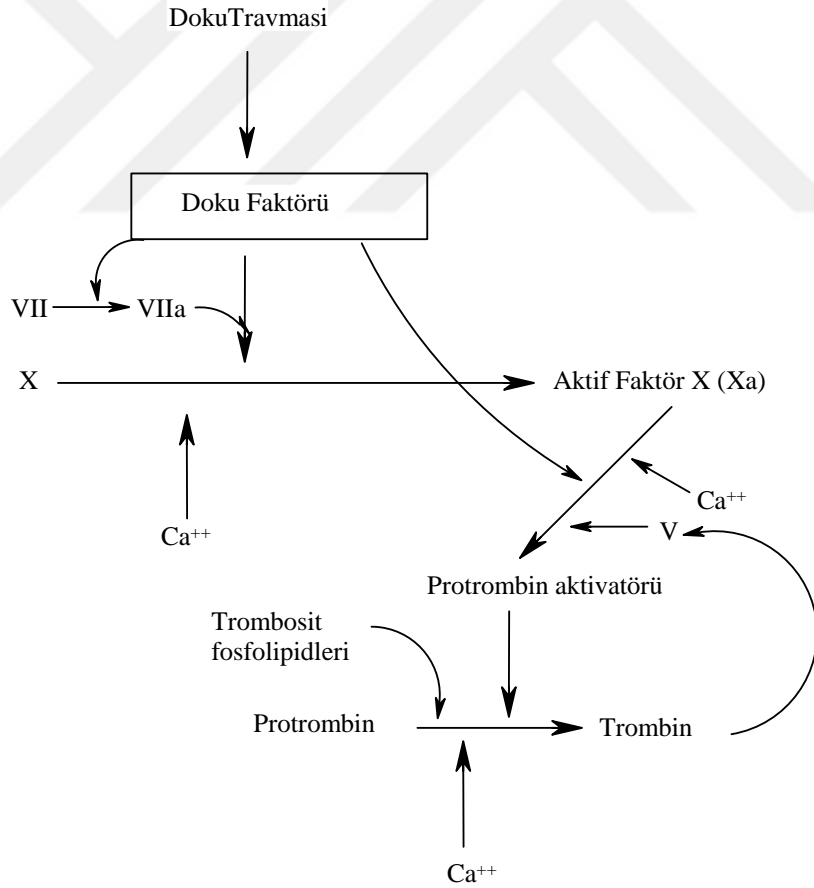 DokuTravmasi
Doku Faktörü
VII
VIIa
X
Aktif Faktör X (Xa)
Ca++
Ca++
V
Protrombin aktivatörü
Trombosit
fosfolipidleri
Protrombin
Trombin
Ca++